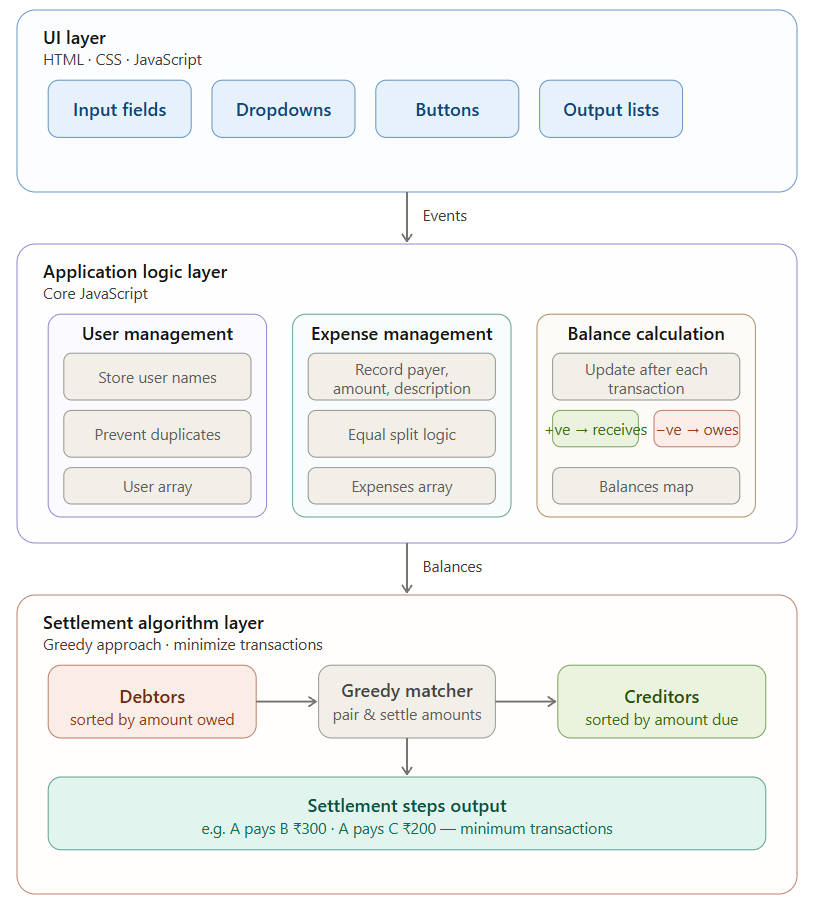 UI layer
HTML · CSS · JavaScript
Input fields
Dropdowns
Buttons
Output lists
Events
Application logic layer
Core JavaScript
User management
Store user names
Prevent duplicates
User array
Expense management
Record payer,
amount, description
Equal split logic
Expenses array
Balance calculation
Update after each
transaction
+ve → receives
−ve → owes
Balances map
Balances
Settlement algorithm layer
Greedy approach · minimize transactions
Debtors
sorted by amount owed
Greedy matcher
pair & settle amounts
Creditors
sorted by amount due
Settlement steps output
e.g. A pays B ₹300 · A pays C ₹200 — minimum transactions